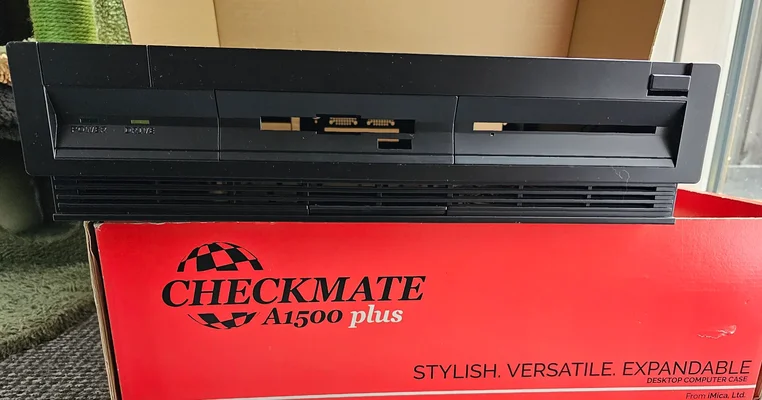 POWER DRIVE
CHECKMATE
A1500 plus
STYLISH. VERSATILE. EXPANDABLE
DESKTOP COMPUTER CASE
From iMica, Ltd.